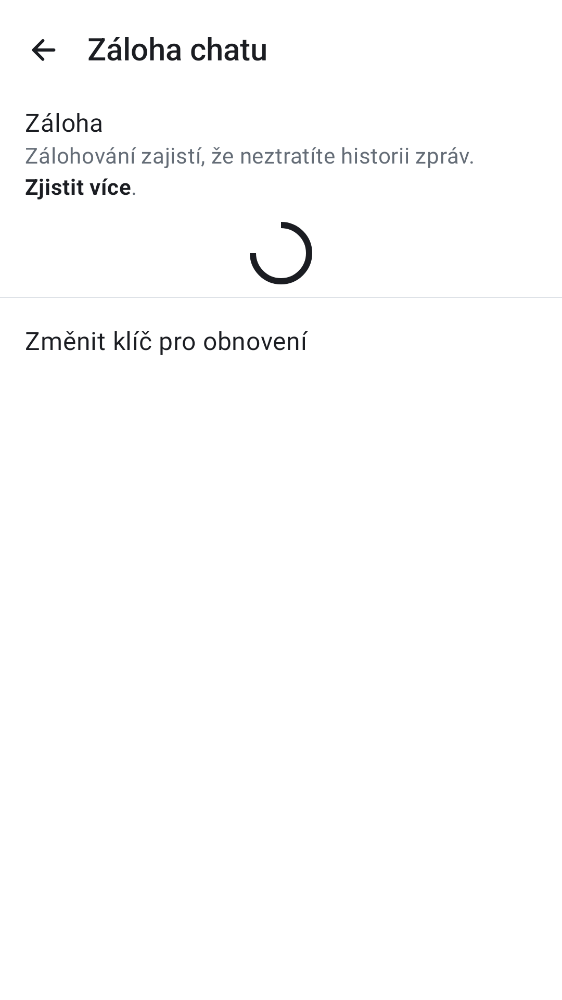 Záloha chatu
Záloha
Zálohování zajistí, že neztratíte historii zpráv.
Zjistit více.
Změnit klíč pro obnovení